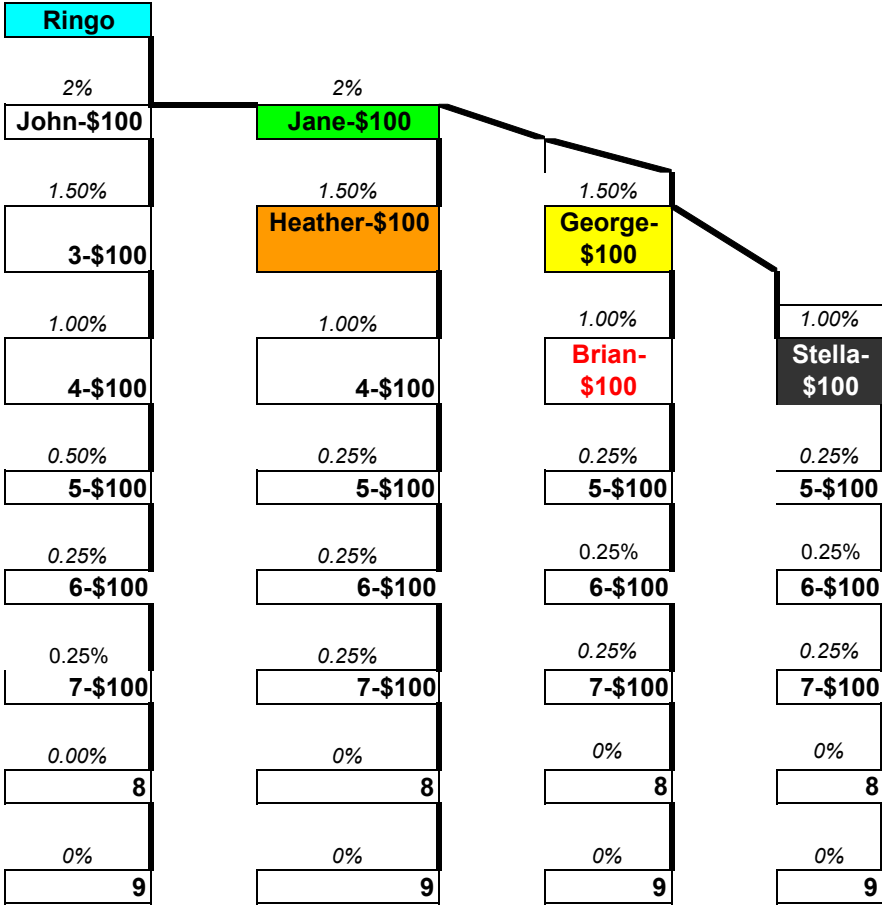 Ringo
2% 2%
John-$100 Jane-$100
1.50% 1.50% 1.50%
3-$100 Heather-$100 George-
$100
1.00% 1.00% 1.00% 1.00%
4-$100 4-$100 Brian- Stella-
$100 $100
0.50% 0.25% 0.25% 0.25%
5-$100 5-$100 5-$100 5-$100
0.25% 0.25% 0.25% 0.25%
6-$100 6-$100 6-$100 6-$100
0.25% 0.25% 0.25% 0.25%
7-$100 7-$100 7-$100 7-$100
0.00% 0% 0% 0%
8 8 8 8
0% 0% 0% 0%
9 9 9 9